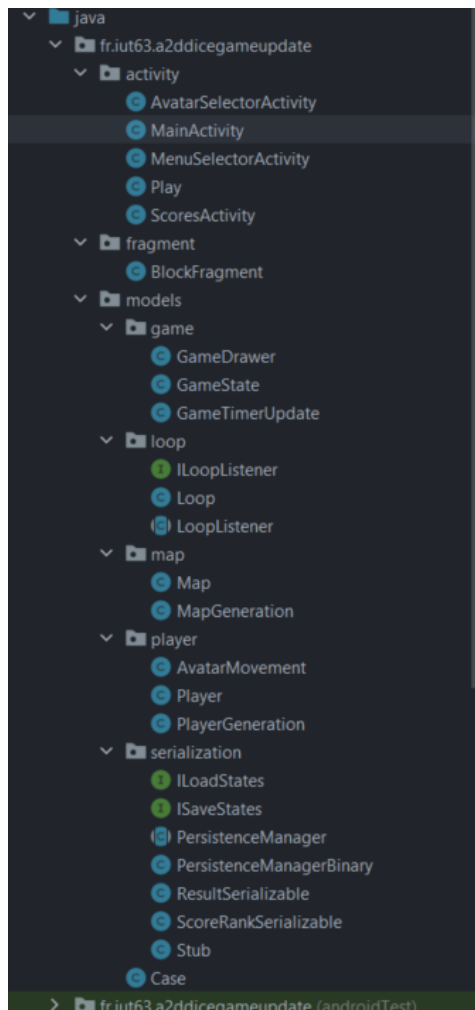 java
fr.iut63.a2ddicegameupdate
activity
AvatarSelectorActivity
MainActivity
MenuSelectorActivity
Play
ScoresActivity
fragment
BlockFragment
models
game
GameDrawer
GameState
GameTimerUpdate
loop
ILoopListener
Loop
LoopListener
map
Map
MapGeneration
player
AvatarMovement
Player
PlayerGeneration
serialization
ILoadStates
ISaveStates
PersistenceManager
PersistenceManagerBinary
ResultSerializable
ScoreRankSerializable
Stub
Case
fr.iut63.a2ddicegameupdate (androidTest)